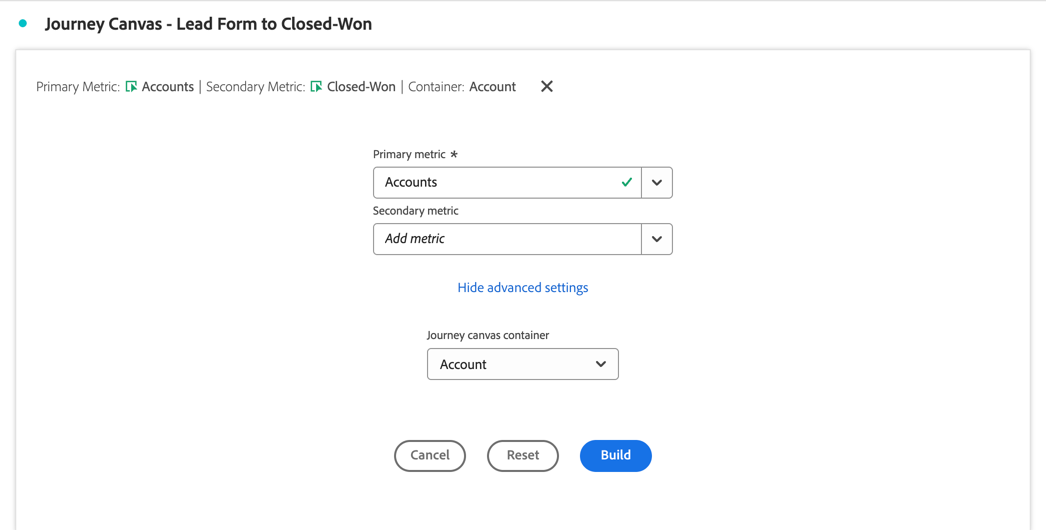 Journey Canvas - Lead Form to Closed-Won
Primary Metric: Accounts | Secondary Metric: Closed-Won | Container: Account
Primary metric *
Accounts
Secondary metric
Add metric
Hide advanced settings
Journey canvas container
Account
Cancel Reset Build